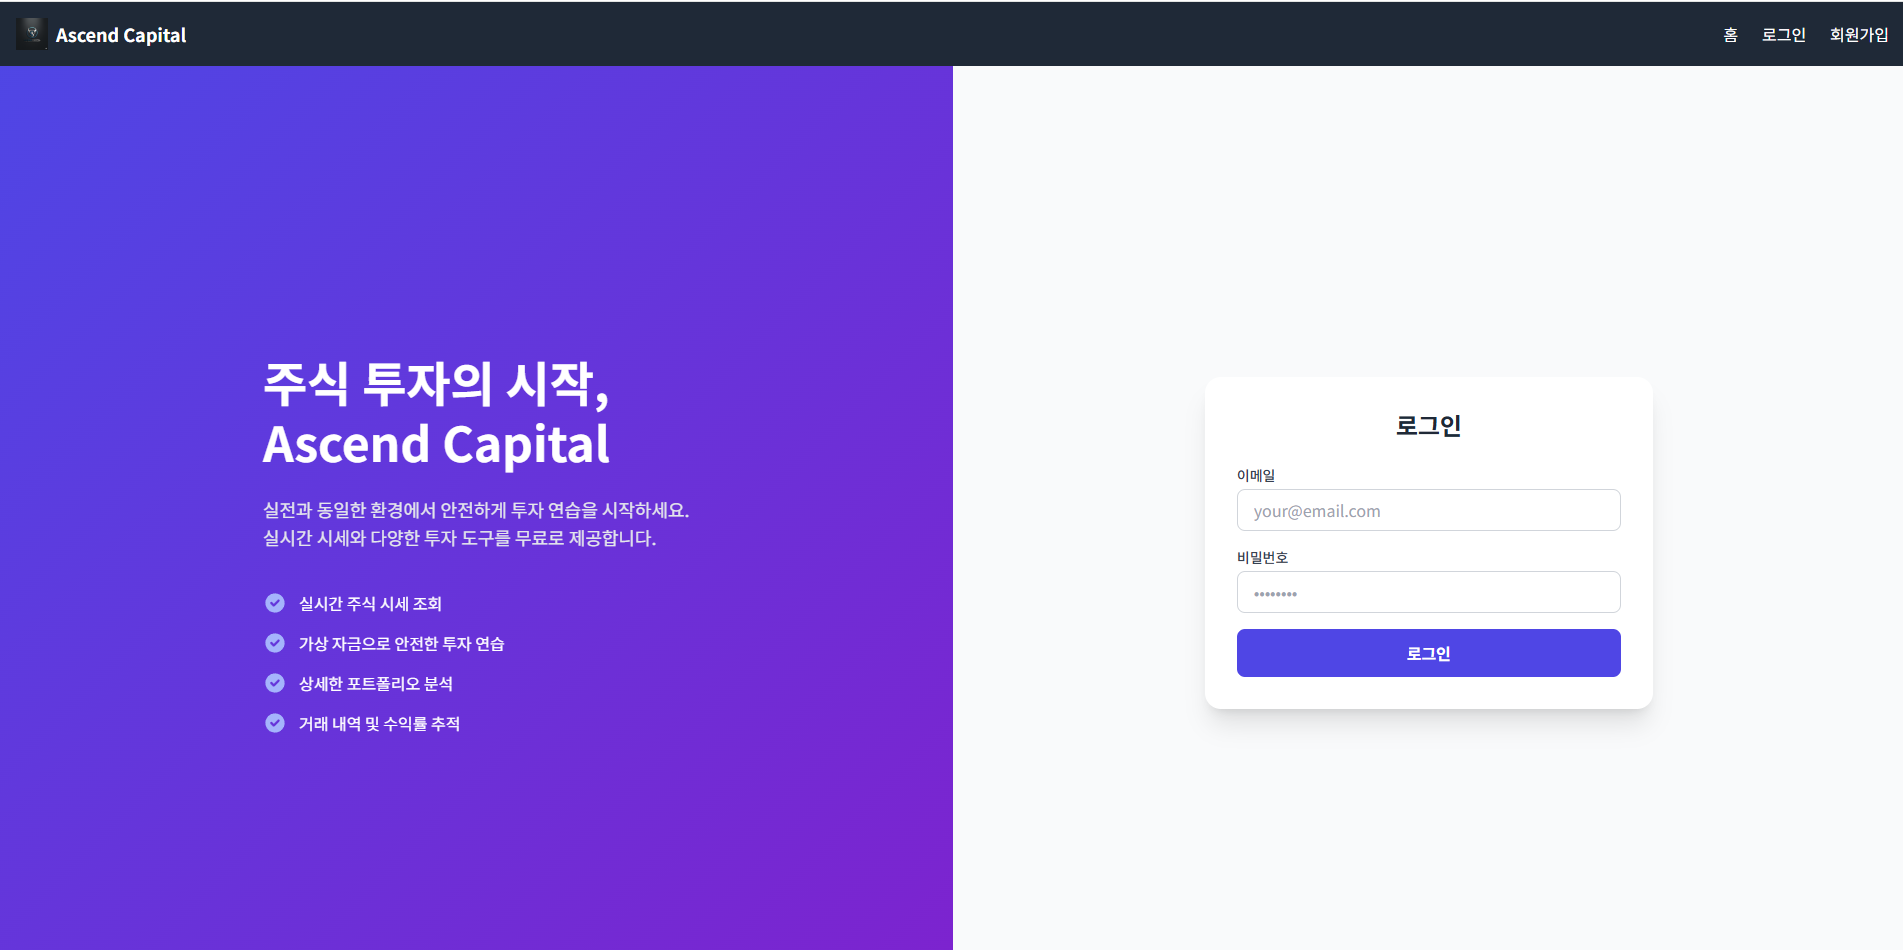 Ascend Capital
홈 로그인 회원가입
주식 투자의 시작,
Ascend Capital
실전과 동일한 환경에서 안전하게 투자 연습을 시작하세요.
실시간 시세와 다양한 투자 도구를 무료로 제공합니다.
실시간 주식 시세 조회
가상 자금으로 안전한 투자 연습
상세한 포트폴리오 분석
거래 내역 및 수익률 추적
로그인
이메일
your@email.com
비밀번호
••••••••
로그인